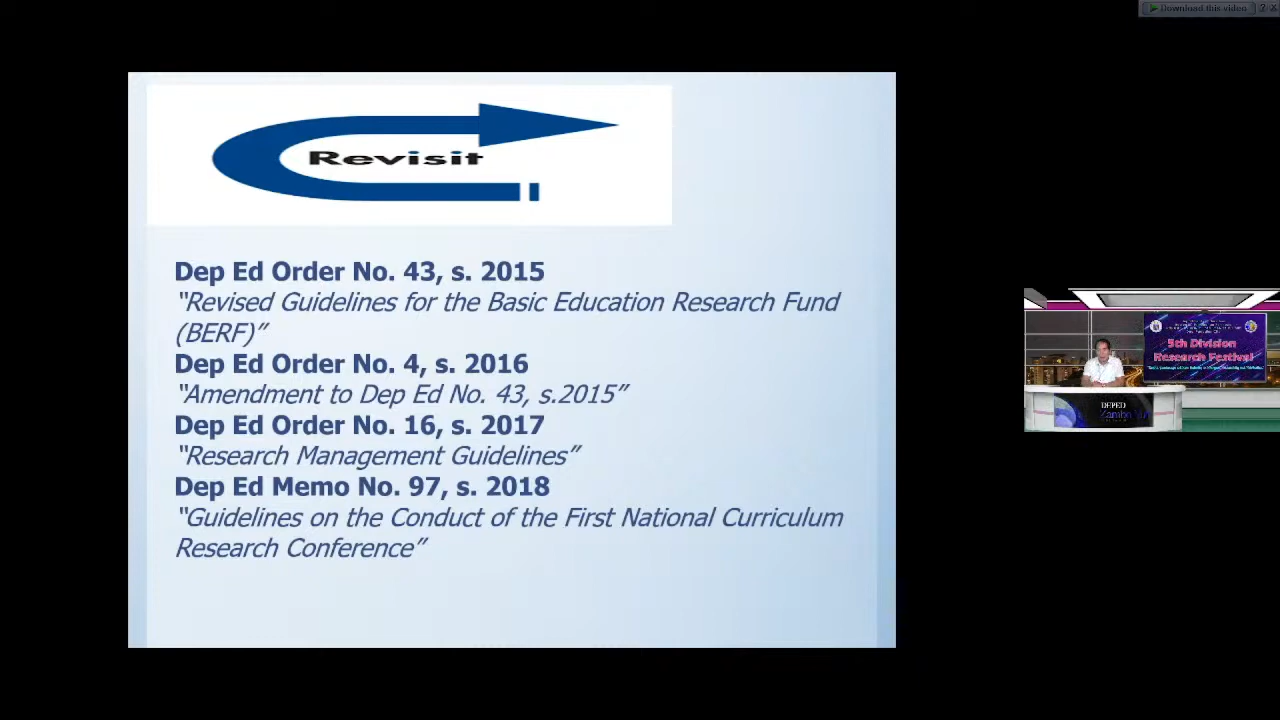 Download this video
Revisit
Dep Ed Order No. 43, s. 2015
“Revised Guidelines for the Basic Education Research Fund
(BERF)”
Dep Ed Order No. 4, s. 2016
“Amendment to Dep Ed No. 43, s.2015”
Dep Ed Order No. 16, s. 2017
“Research Management Guidelines”
Dep Ed Memo No. 97, s. 2018
“Guidelines on the Conduct of the First National Curriculum
Research Conference”
5th Division
Research Festival
DEPED